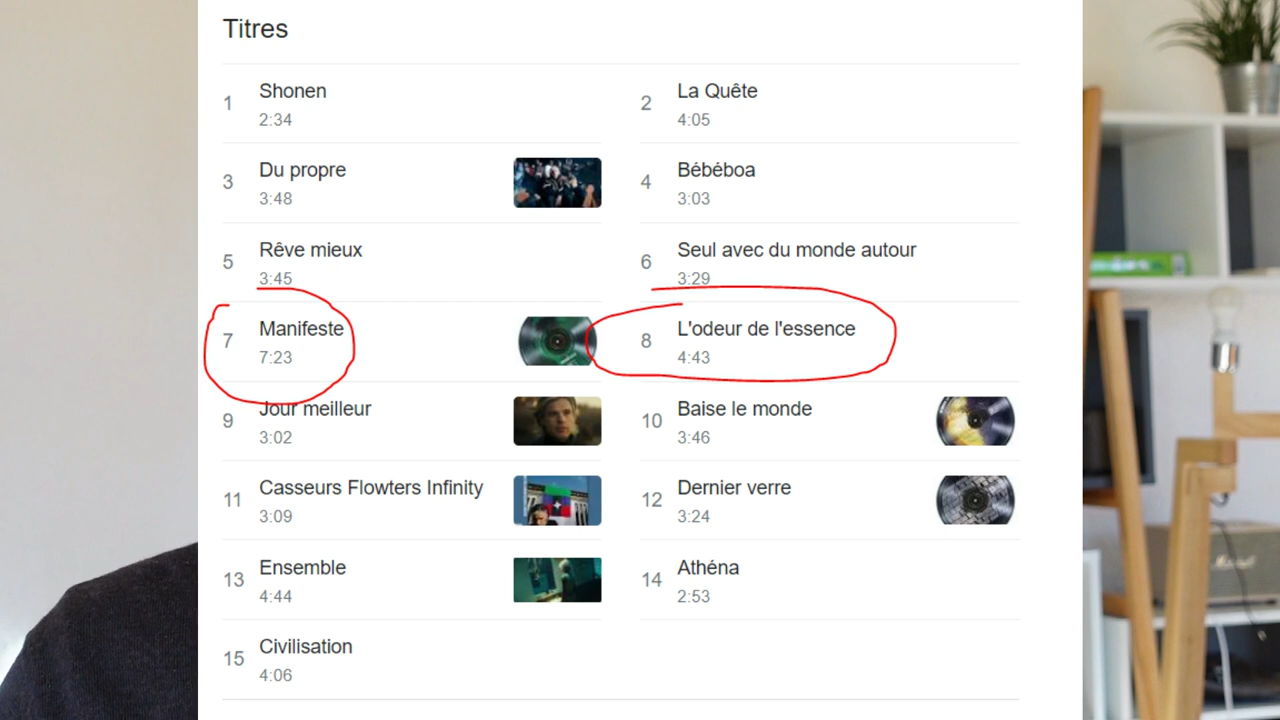 Titres
1
Shonen
2:34
2
La Quête
4:05
3
Du propre
3:48
4
Bébéboa
3:03
5
Rêve mieux
3:45
6
Seul avec du monde autour
3:29
7
Manifeste
7:23
8
L'odeur de l'essence
4:43
9
Jour meilleur
3:02
10
Baise le monde
3:46
11
Casseurs Flowters Infinity
3:09
12
Dernier verre
3:24
13
Ensemble
4:44
14
Athéna
2:53
15
Civilisation
4:06